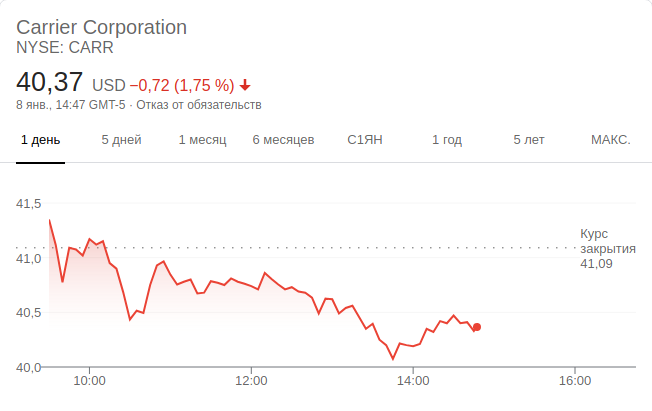 Carrier Corporation
NYSE: CARR
40,37 USD −0,72 (1,75 %)
8 янв., 14:47 GMT-5 · Отказ от обязательств
1 день 5 дней 1 месяц 6 месяцев С1ЯН 1 год 5 лет МАКС.
41,5
Курс
закрытия
41,09
41,0
40,5
40,0
10:00 12:00 14:00 16:00